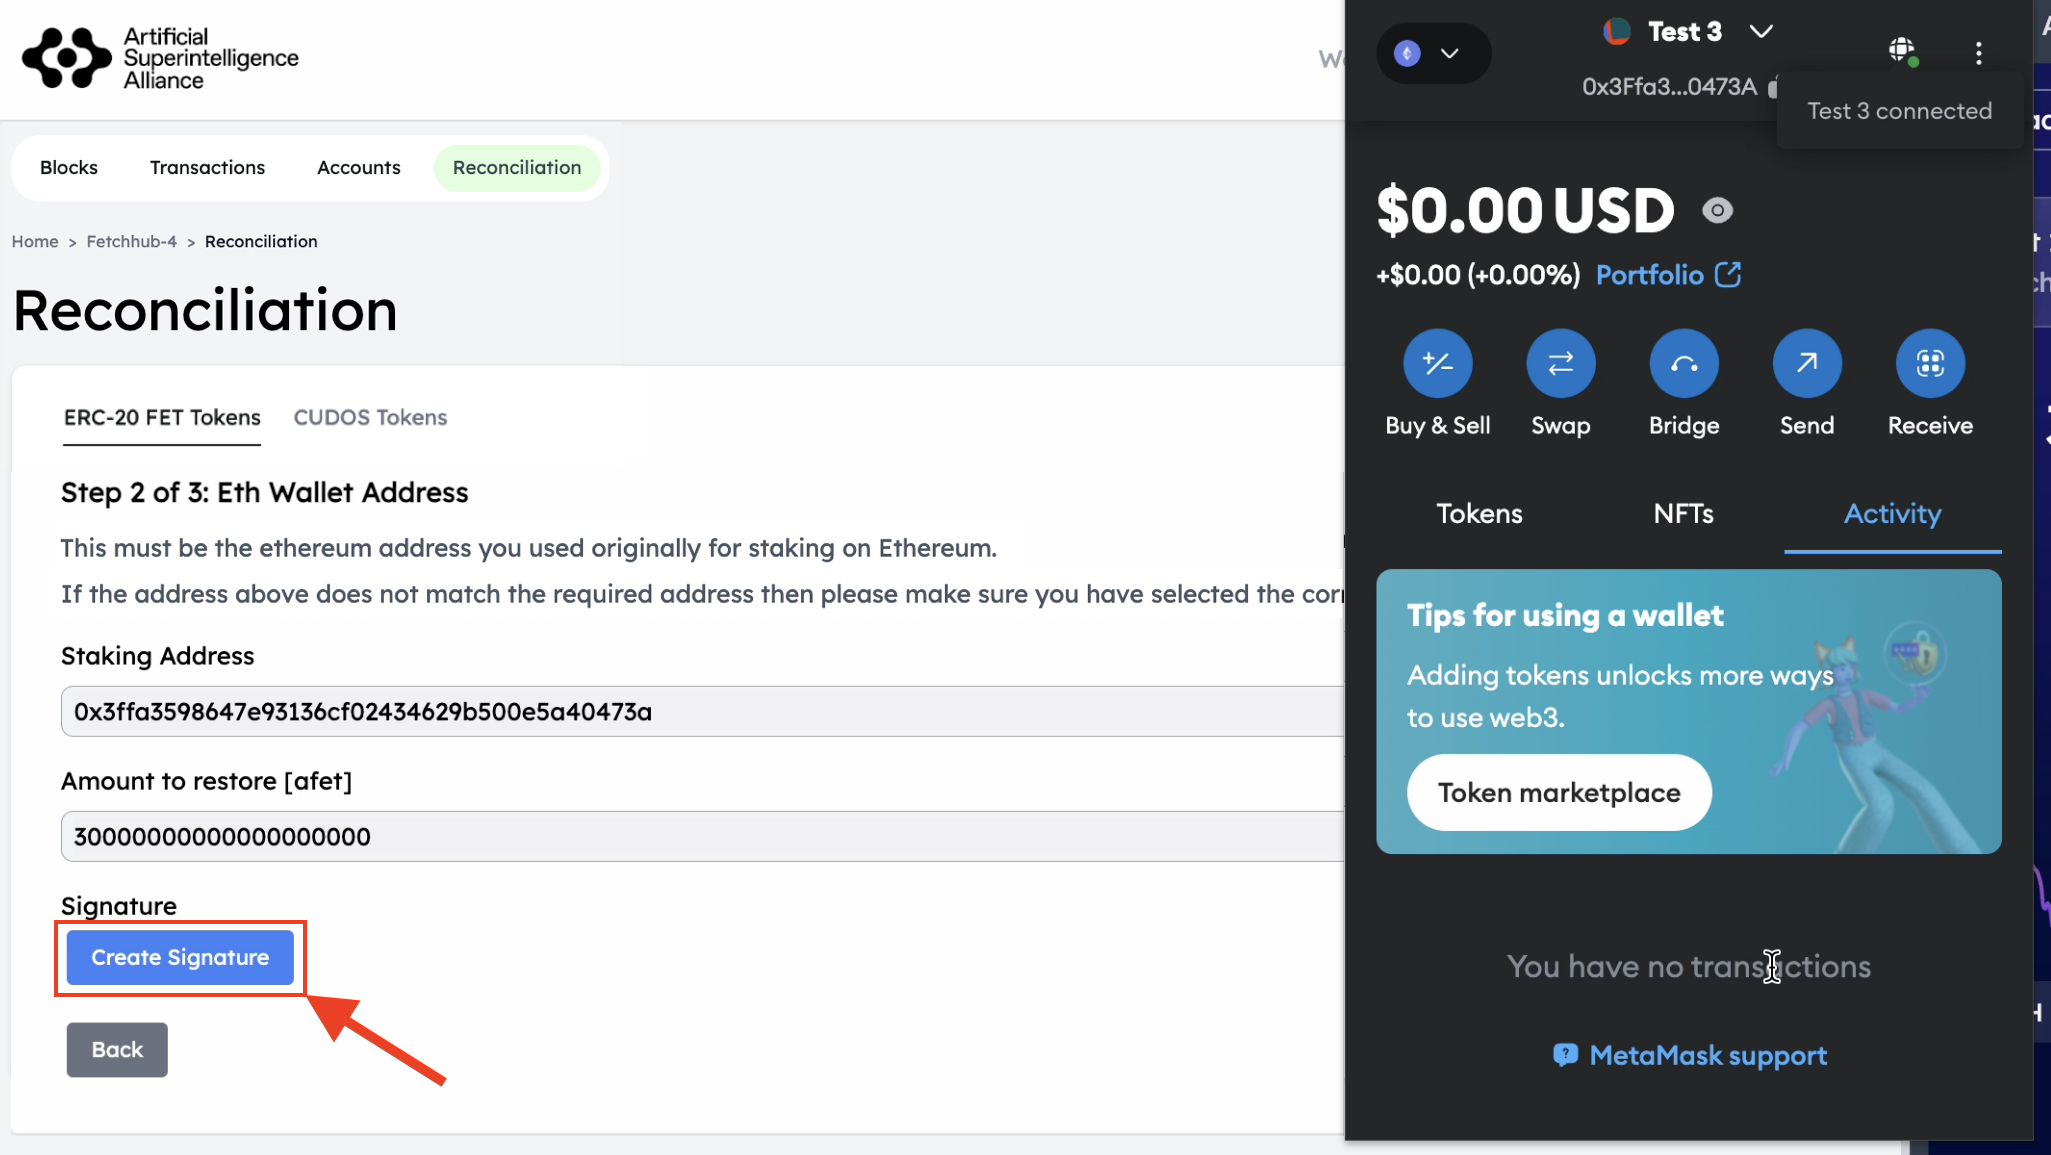 Artificial
Superintelligence
Alliance
Blocks
Transactions
Accounts
Reconciliation
Home > Fetchhub-4 > Reconciliation
Reconciliation
ERC-20 FET Tokens
CUDOS Tokens
Step 2 of 3: Eth Wallet Address
This must be the ethereum address you used originally for staking on Ethereum.
If the address above does not match the required address then please make sure you have selected the
Staking Address
0x3ffa3598647e93136cf02434629b500e5a40473a
Amount to restore [afet]
30000000000000000000
Signature
Create Signature
Back
Test 3
0x3Ffa3...0473A
Test 3 connected
$0.00 USD
+$0.00 (+0.00%) Portfolio
Buy & Sell
Swap
Bridge
Send
Receive
Tokens
NFTs
Activity
Tips for using a wallet
Adding tokens unlocks more ways
to use web3.
Token marketplace
You have no transactions
MetaMask support